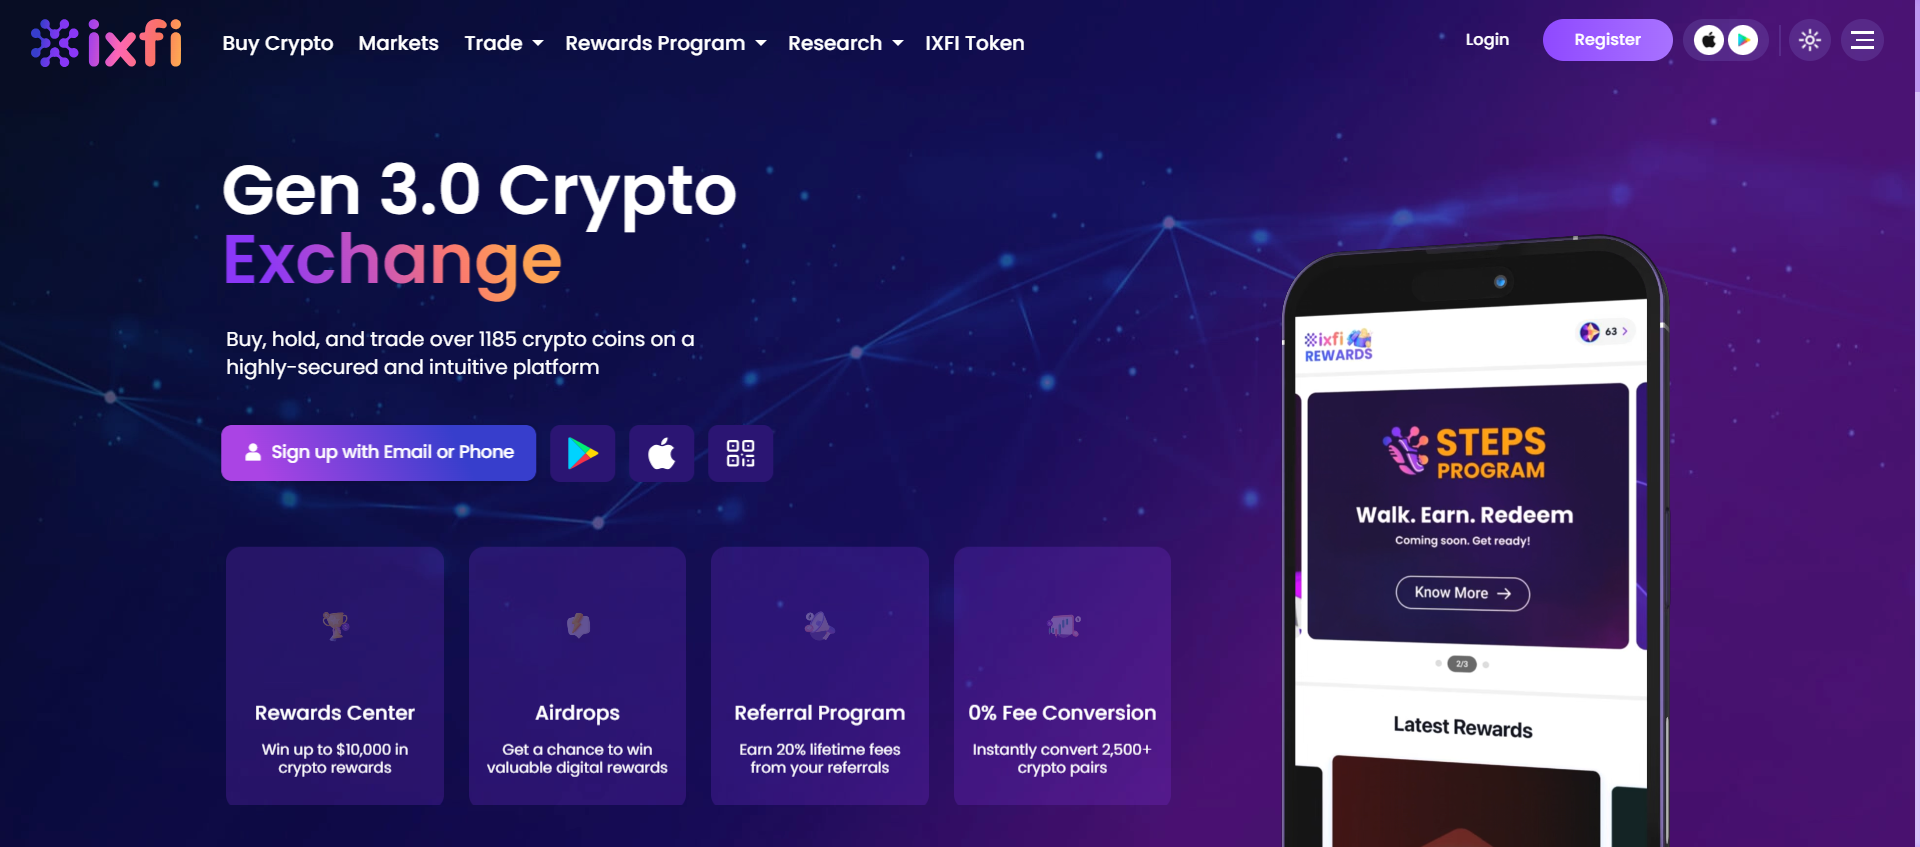 ixfi
Buy Crypto
Markets
Trade
Rewards Program
Research
IXFI Token
Login
Register
Gen 3.0 Crypto
Exchange
Buy, hold, and trade over 1185 crypto coins on a
highly-secured and intuitive platform
Sign up with Email or Phone
Rewards Center
Win up to $10,000 in
crypto rewards
Airdrops
Get a chance to win
valuable digital rewards
Referral Program
Earn 20% lifetime fees
from your referrals
0% Fee Conversion
Instantly convert 2,500+
crypto pairs
ixfi
REWARDS
63
STEPS
PROGRAM
Walk. Earn. Redeem
Coming soon. Get ready!
Know More
2/3
Latest Rewards